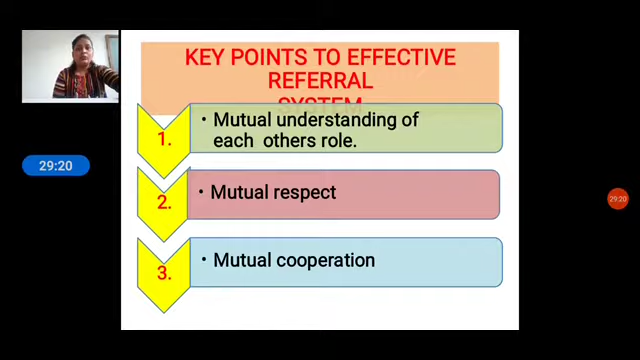 KEY POINTS TO EFFECTIVE
REFERRAL
SYSTEM
1.
• Mutual understanding of
each others role.
2.
• Mutual respect
3.
• Mutual cooperation
29:20
29:20